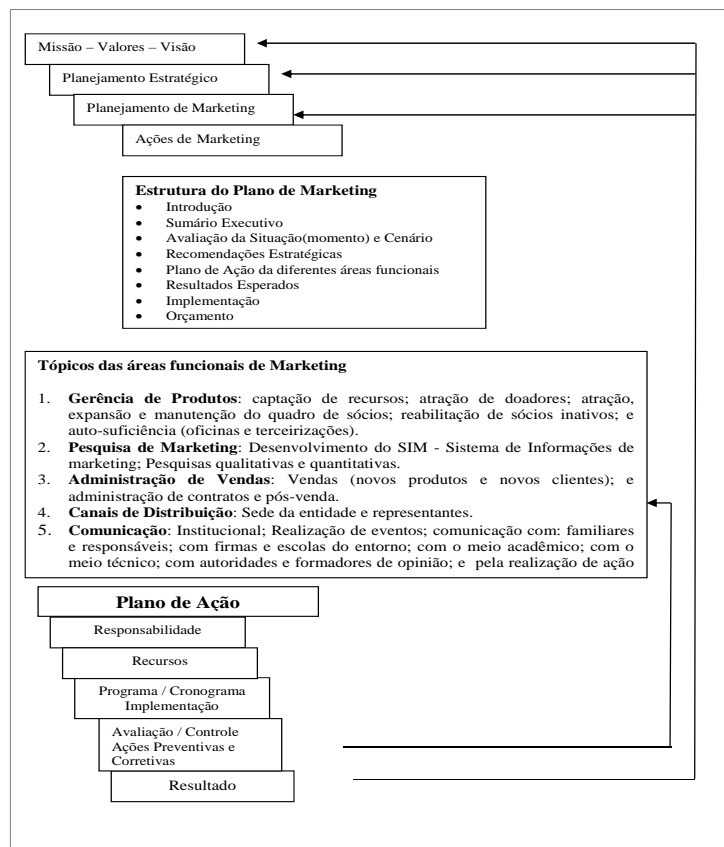 Missão – Valores – Visão
Planejamento Estratégico
Planejamento de Marketing
Ações de Marketing
Estrutura do Plano de Marketing
• Introdução
• Sumário Executivo
• Avaliação da Situação(momento) e Cenário
• Recomendações Estratégicas
• Plano de Ação da diferentes áreas funcionais
• Resultados Esperados
• Implementação
• Orçamento
Tópicos das áreas funcionais de Marketing
1. Gerência de Produtos: captação de recursos; atração de doadores; atração,
expansão e manutenção do quadro de sócios; reabilitação de sócios inativos; e
auto-suficiência (oficinas e terceirizações).
2. Pesquisa de Marketing: Desenvolvimento do SIM - Sistema de Informações de
marketing; Pesquisas qualitativas e quantitativas.
3. Administração de Vendas: Vendas (novos produtos e novos clientes); e
administração de contratos e pós-venda.
4. Canais de Distribuição: Sede da entidade e representantes.
5. Comunicação: Institucional; Realização de eventos; comunicação com: familiares
e responsáveis; com firmas e escolas do entorno; com o meio acadêmico; com o
meio técnico; com autoridades e formadores de opinião; e pela realização de ação
Plano de Ação
Responsabilidade
Recursos
Programa / Cronograma
Implementação
Avaliação / Controle
Ações Preventivas e
Corretivas
Resultado